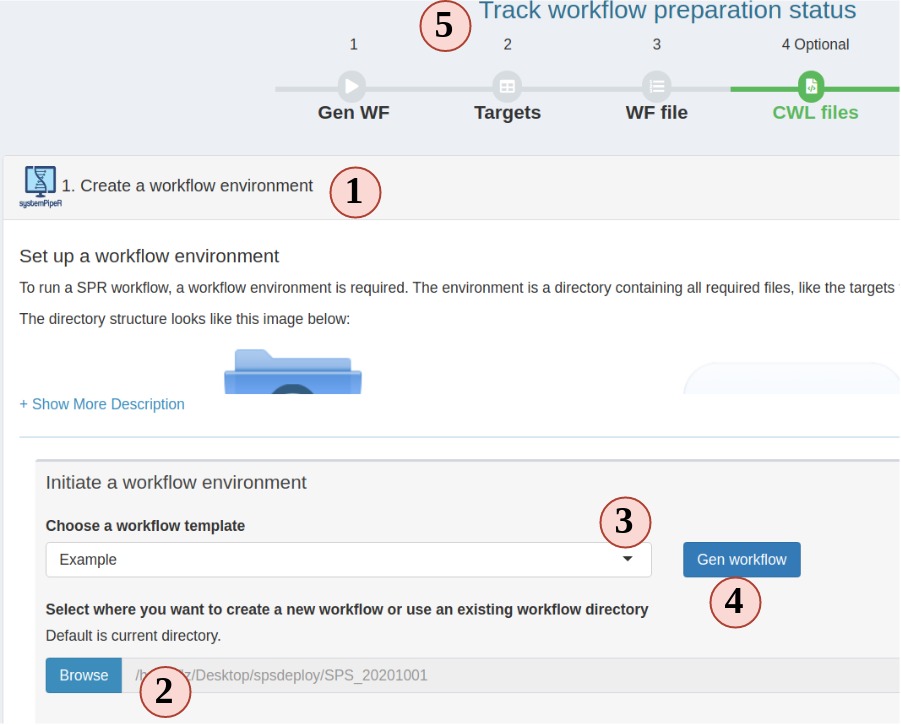 Track workflow preparation status
5
1 2 3 4 Optional
Gen WF Targets WF file CWL files
systemPipeR
1. Create a workflow environment
1
Set up a workflow environment
To run a SPR workflow, a workflow environment is required. The environment is a directory containing all required files, like the targets
The directory structure looks like this image below:
+ Show More Description
Initiate a workflow environment
Choose a workflow template
3
Example
Gen workflow
4
Select where you want to create a new workflow or use an existing workflow directory
Default is current directory.
Browse
/Desktop/spsdeploy/SPS_20201001
2